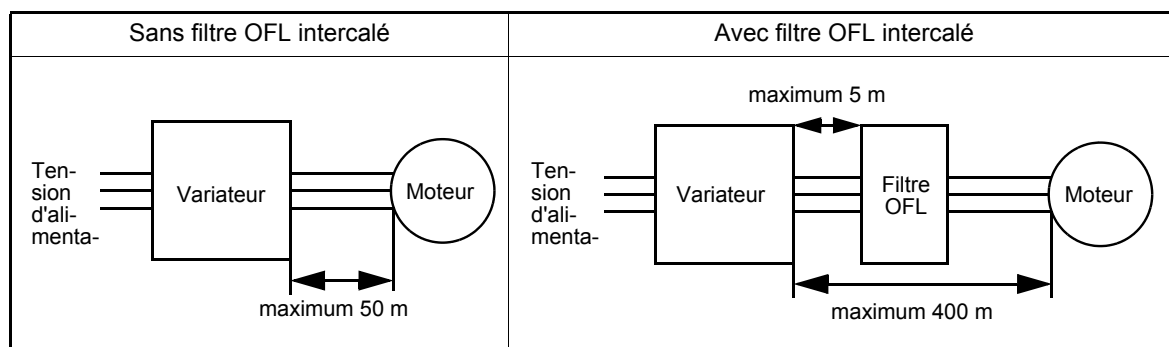 Sans filtre OFL intercalé
Avec filtre OFL intercalé
Ten-
sion
d'ali-
menta-
Variateur
Moteur
maximum 50 m
maximum 5 m
Ten-
sion
d'ali-
menta-
Variateur
Filtre
OFL
Moteur
maximum 400 m